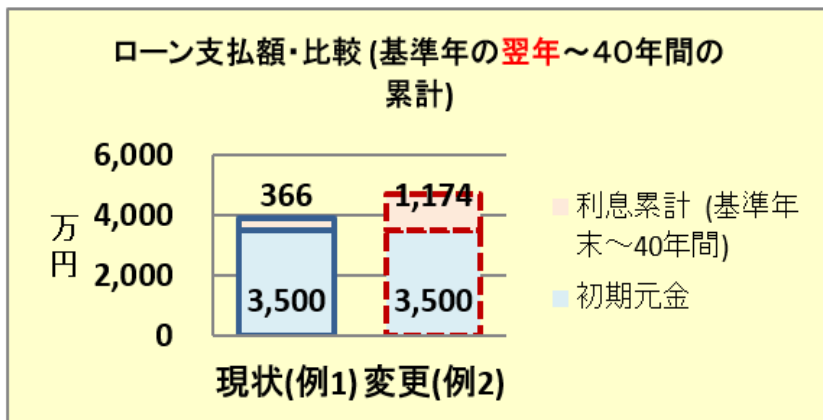 ローン支払額・比較 (基準年の翌年～40年間の
累計)
6,000
4,000
2,000
0
万
円
366
1,174
3,500
3,500
現状(例1)
変更(例2)
利息累計 (基準年
末～40年間)
初期元金